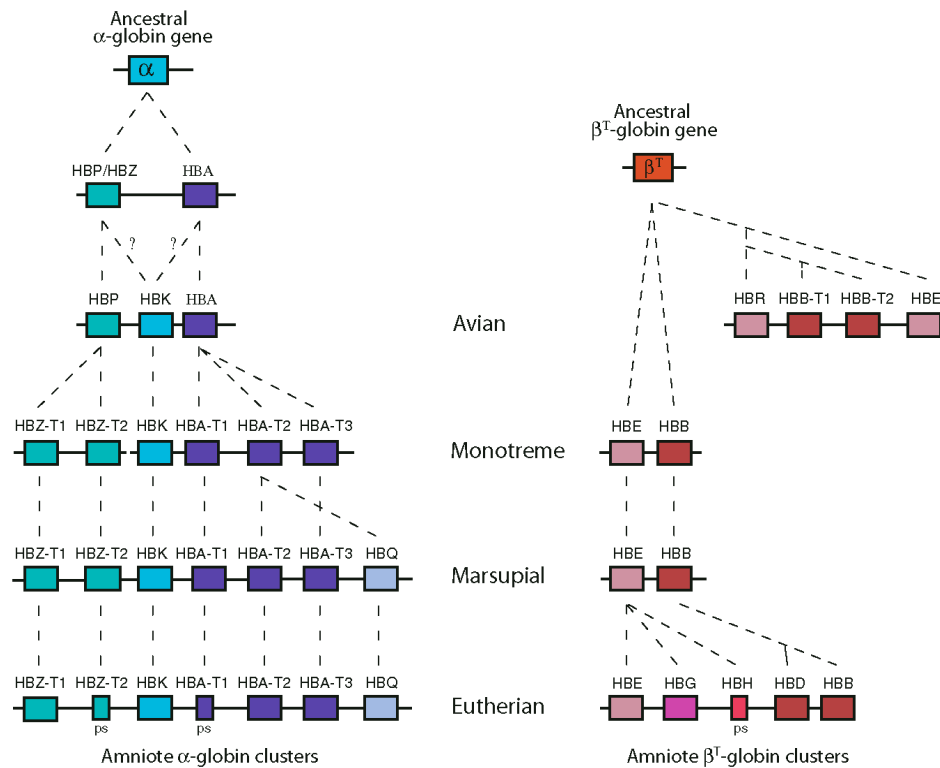 Ancestral
α-globin gene
α
HBP/HBZ HBA
? ?
HBP HBK HBA
Ancestral
βᵀ-globin gene
βᵀ
Avian
HBR HBB-T1 HBB-T2 HBE
HBZ-T1 HBZ-T2 HBK HBA-T1 HBA-T2 HBA-T3
Monotreme
HBE HBB
HBZ-T1 HBZ-T2 HBK HBA-T1 HBA-T2 HBA-T3 HBQ
Marsupial
HBE HBB
HBZ-T1 HBZ-T2 HBK HBA-T1 HBA-T2 HBA-T3 HBQ
ps ps
Eutherian
HBE HBG HBH HBD HBB
ps
Amniote α-globin clusters
Amniote βᵀ-globin clusters